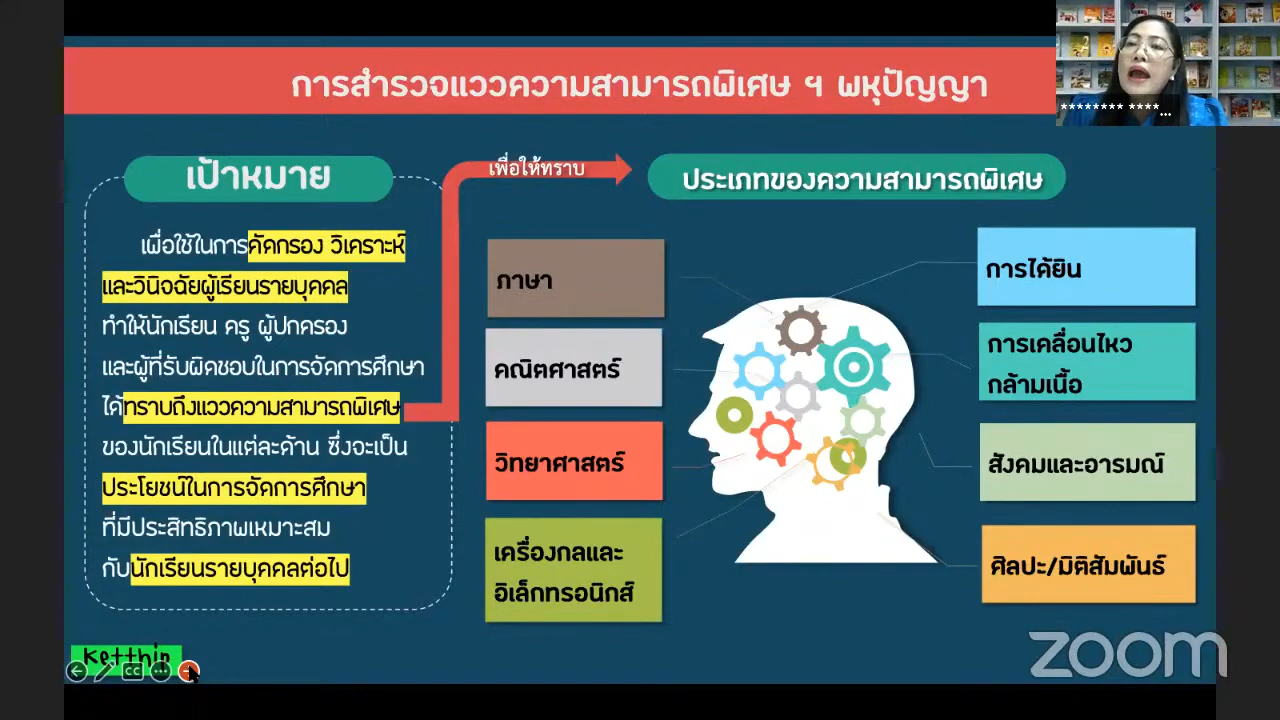 การสำรวจแววความสามารถพิเศษ ฯ พหุปัญญา
******** ****...
เป้าหมาย
เพื่อใช้ในการคัดกรอง วิเคราะห์
และวินิจฉัยผู้เรียนรายบุคคล
ทำให้นักเรียน ครู ผู้ปกครอง
และผู้ที่รับผิดชอบในการจัดการศึกษา
ได้ทราบถึงแววความสามารถพิเศษ
ของนักเรียนในแต่ละด้าน ซึ่งจะเป็น
ประโยชน์ในการจัดการศึกษา
ที่มีประสิทธิภาพเหมาะสม
กับนักเรียนรายบุคคลต่อไป
เพื่อให้ทราบ
ประเภทของความสามารถพิเศษ
ภาษา
คณิตศาสตร์
วิทยาศาสตร์
เครื่องกลและ
อิเล็กทรอนิกส์
การได้ยิน
การเคลื่อนไหว
กล้ามเนื้อ
สังคมและอารมณ์
ศิลปะ/มิติสัมพันธ์
Ketthip
CC
zoom